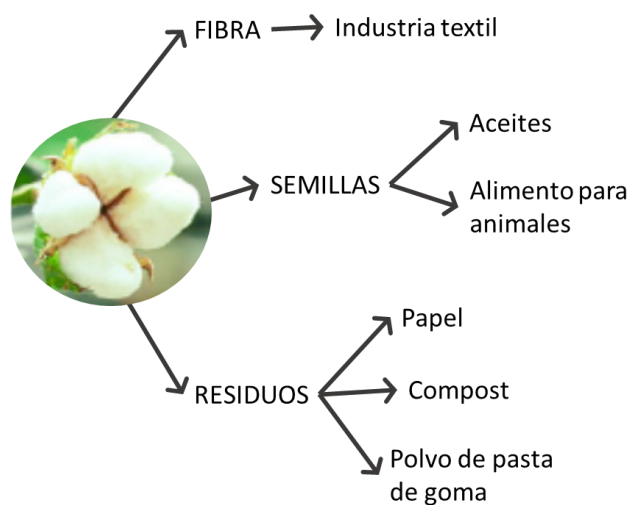 FIBRA
Industria textil
SEMILLAS
Aceites
Alimento para
animales
RESIDUOS
Papel
Compost
Polvo de pasta
de goma